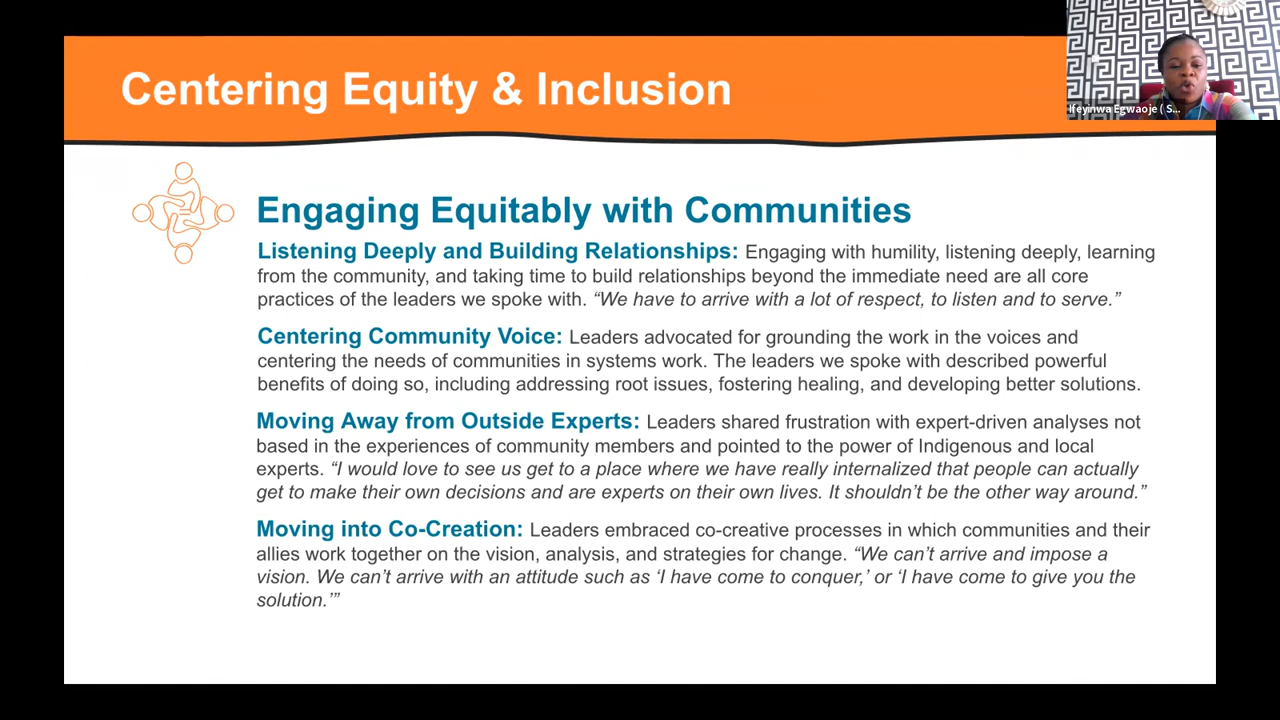 Centering Equity & Inclusion
Ifeyinwa Egwaoje ( S...
Engaging Equitably with Communities
Listening Deeply and Building Relationships: Engaging with humility, listening deeply, learning
from the community, and taking time to build relationships beyond the immediate need are all core
practices of the leaders we spoke with. “We have to arrive with a lot of respect, to listen and to serve.”
Centering Community Voice: Leaders advocated for grounding the work in the voices and
centering the needs of communities in systems work. The leaders we spoke with described powerful
benefits of doing so, including addressing root issues, fostering healing, and developing better solutions.
Moving Away from Outside Experts: Leaders shared frustration with expert-driven analyses not
based in the experiences of community members and pointed to the power of Indigenous and local
experts. “I would love to see us get to a place where we have really internalized that people can actually
get to make their own decisions and are experts on their own lives. It shouldn’t be the other way around.”
Moving into Co-Creation: Leaders embraced co-creative processes in which communities and their
allies work together on the vision, analysis, and strategies for change. “We can’t arrive and impose a
vision. We can’t arrive with an attitude such as ‘I have come to conquer,’ or ‘I have come to give you the
solution.’”